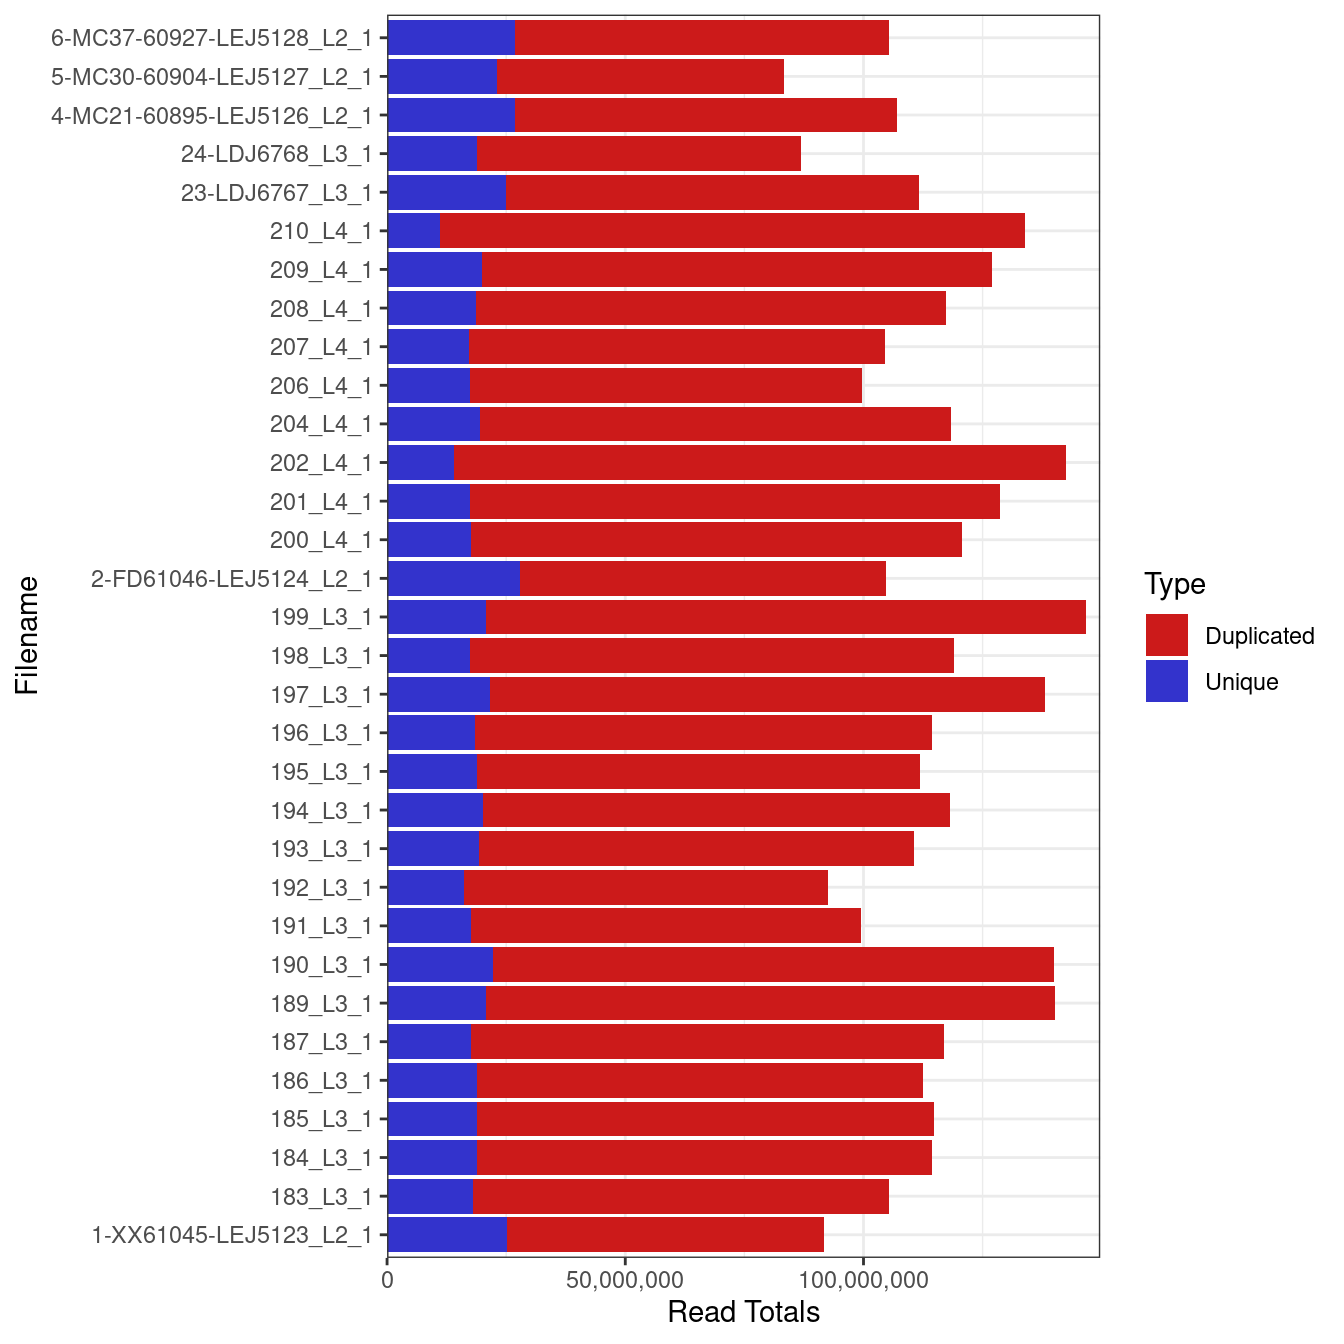 6-MC37-60927-LEJ5128_L2_1
5-MC30-60904-LEJ5127_L2_1
4-MC21-60895-LEJ5126_L2_1
24-LDJ6768_L3_1
23-LDJ6767_L3_1
210_L4_1
209_L4_1
208_L4_1
207_L4_1
206_L4_1
204_L4_1
202_L4_1
201_L4_1
200_L4_1
2-FD61046-LEJ5124_L2_1
199_L3_1
198_L3_1
197_L3_1
196_L3_1
195_L3_1
194_L3_1
193_L3_1
192_L3_1
191_L3_1
190_L3_1
189_L3_1
187_L3_1
186_L3_1
185_L3_1
184_L3_1
183_L3_1
1-XX61045-LEJ5123_L2_1
Filename
0 50,000,000 100,000,000
Read Totals
Type
Duplicated
Unique